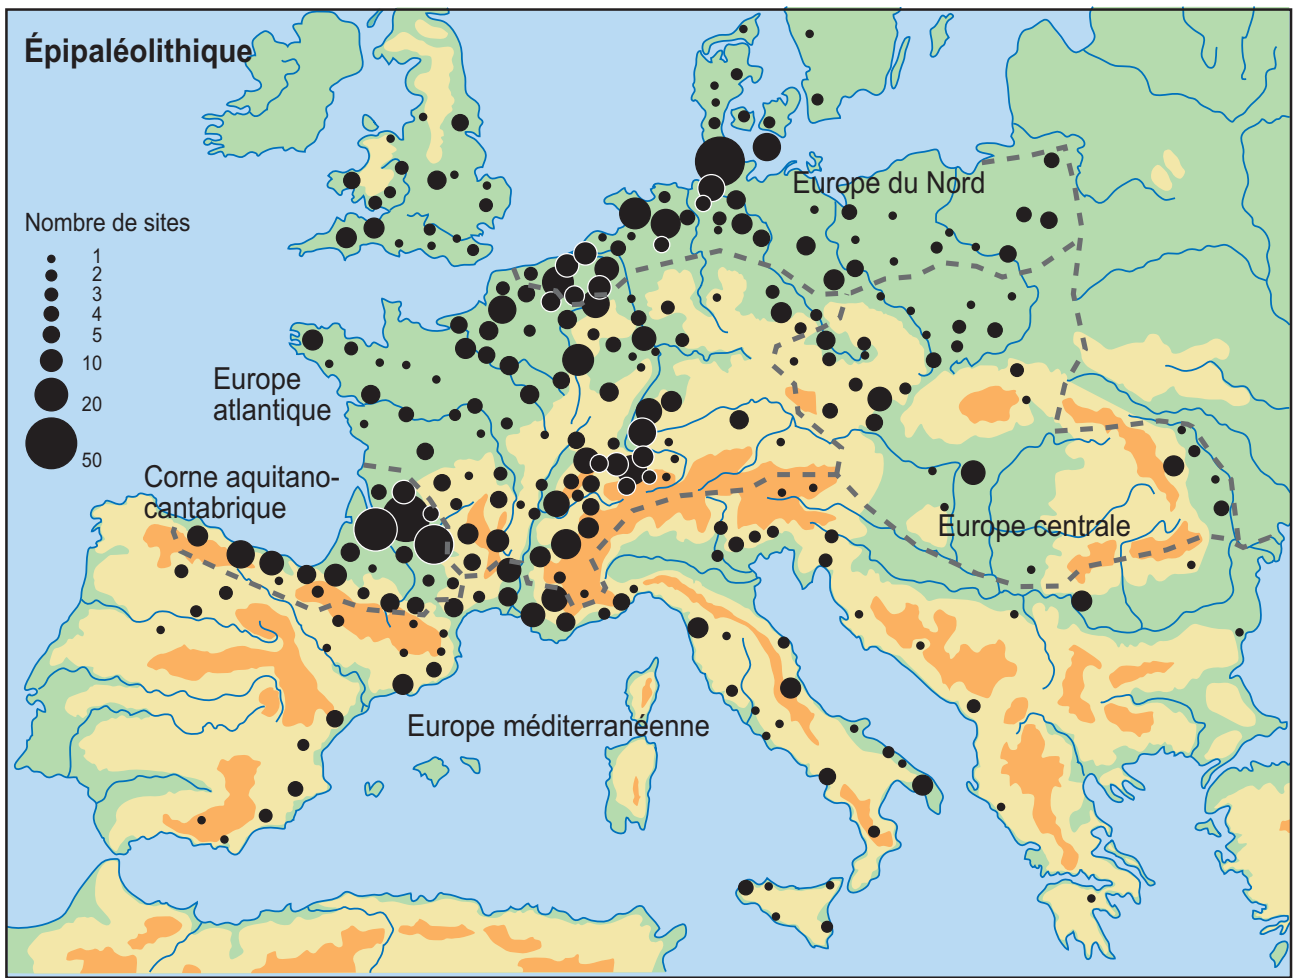 Épipaléolithique
Nombre de sites
1
2
3
4
5
10
20
50
Europe du Nord
Europe
atlantique
Corne aquitano-
cantabrique
Europe centrale
Europe méditerranéenne